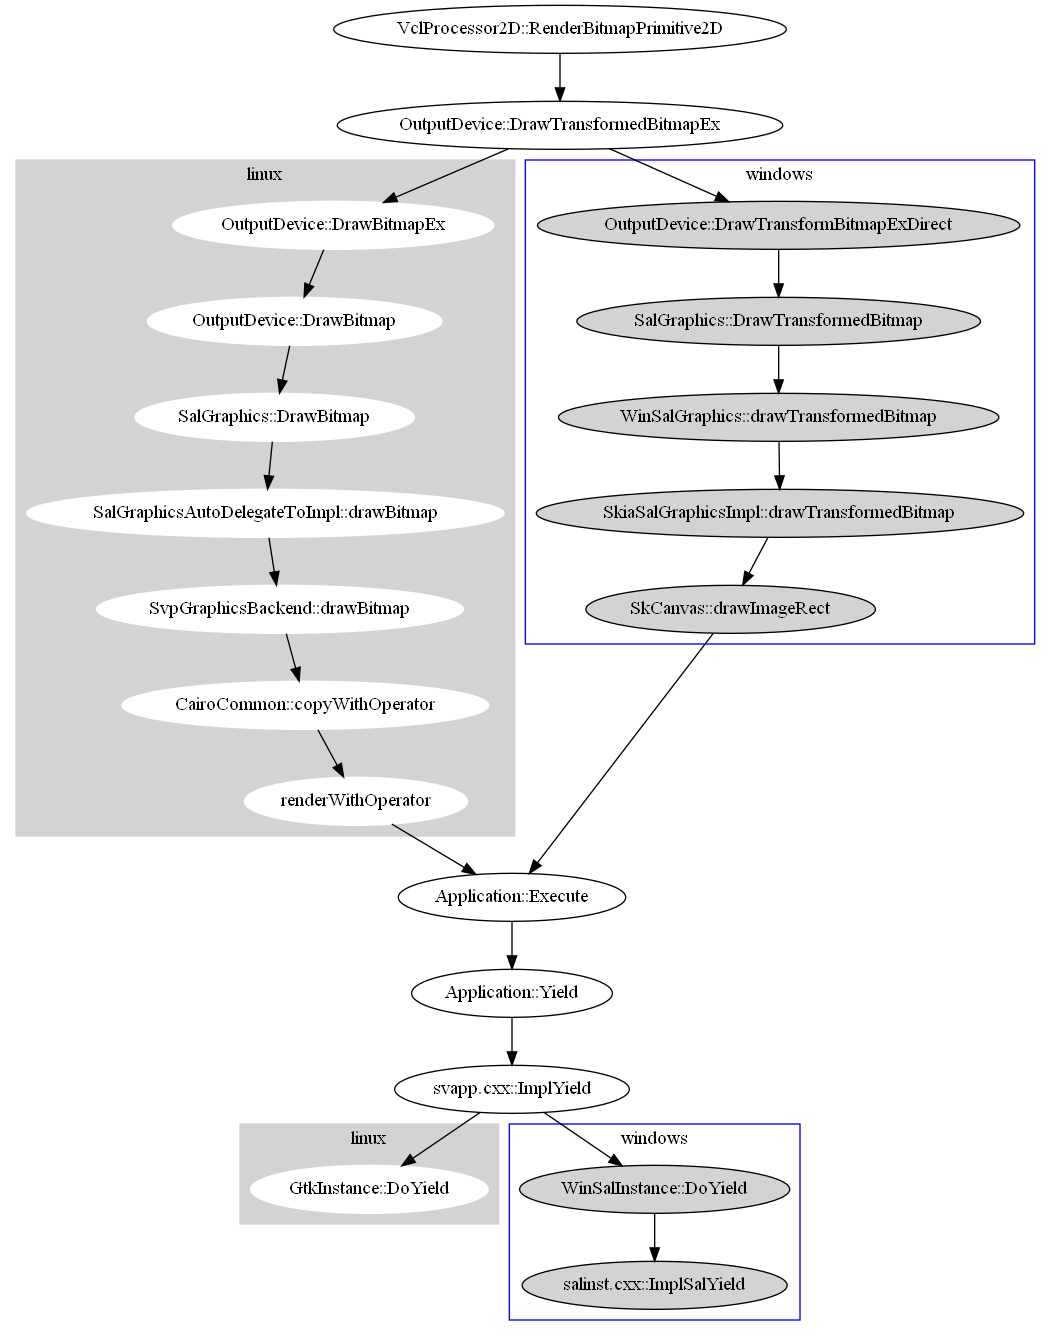 VclProcessor2D::RenderBitmapPrimitive2D
OutputDevice::DrawTransformedBitmapEx
linux
OutputDevice::DrawBitmapEx
OutputDevice::DrawBitmap
SalGraphics::DrawBitmap
SalGraphicsAutoDelegateToImpl::drawBitmap
SvpGraphicsBackend::drawBitmap
CairoCommon::copyWithOperator
renderWithOperator
windows
OutputDevice::DrawTransformBitmapExDirect
SalGraphics::DrawTransformedBitmap
WinSalGraphics::drawTransformedBitmap
SkiaSalGraphicsImpl::drawTransformedBitmap
SkCanvas::drawImageRect
Application::Execute
Application::Yield
svapp.cxx::ImplYield
linux
GtkInstance::DoYield
windows
WinSalInstance::DoYield
salinst.cxx::ImplSalYield